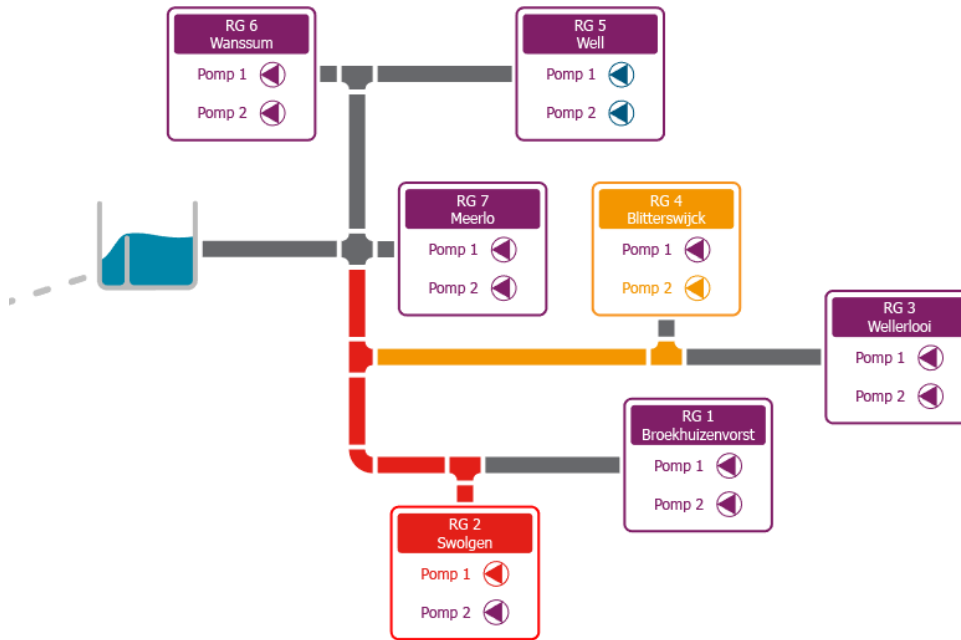 RG 6
Wanssum
Pomp 1
Pomp 2
RG 5
Well
Pomp 1
Pomp 2
RG 7
Meerlo
Pomp 1
Pomp 2
RG 4
Blitterswijck
Pomp 1
Pomp 2
RG 3
Wellerlooi
Pomp 1
Pomp 2
RG 1
Broekhuizenvorst
Pomp 1
Pomp 2
RG 2
Swolgen
Pomp 1
Pomp 2